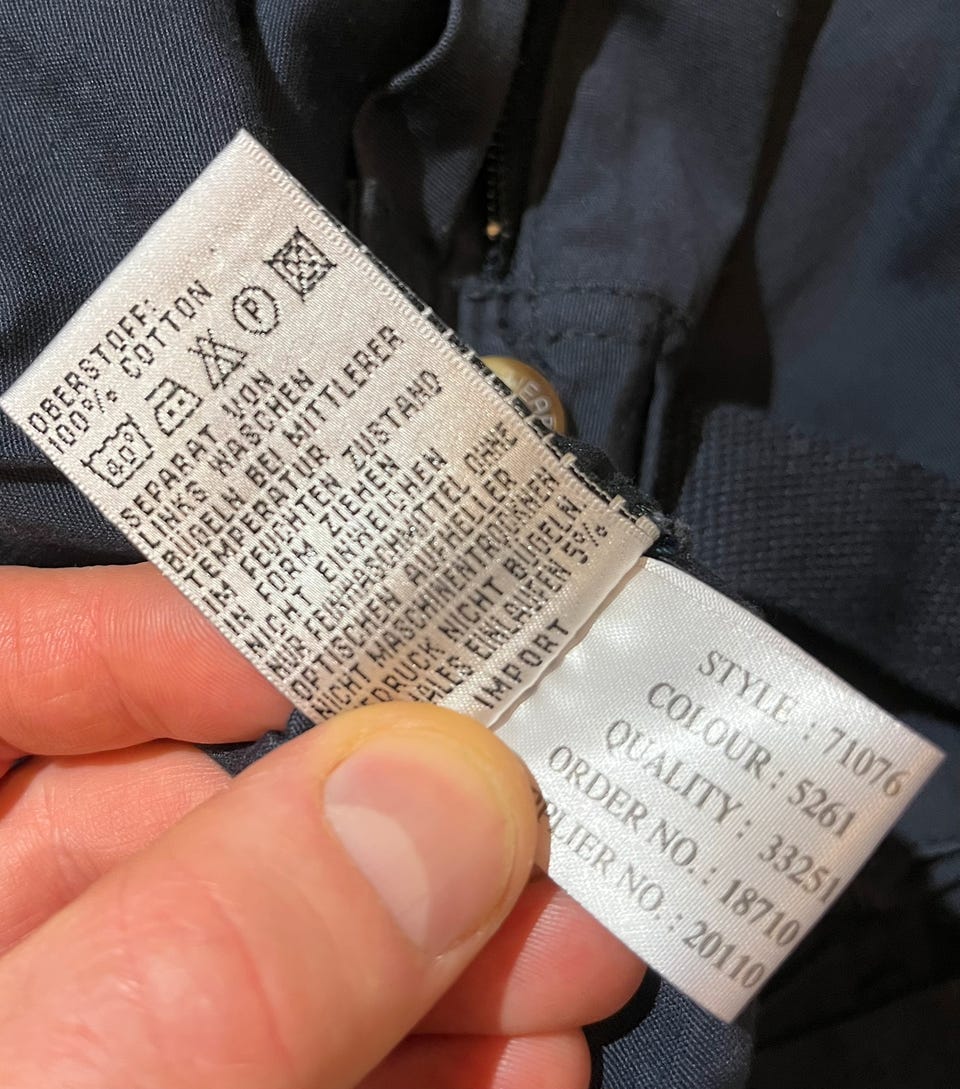 OBERSTOFF:
100% COTTON
40 P
SEPARAT VON
LINKS WASCHEN
BÜGELN BEI MITTLERER
TEMPERATUR
IM FEUCHTEN ZUSTAND
IN FORM ZIEHEN
NICHT EINWEICHEN
NUR FEINWASCHMITTEL OHNE
OPTISCHEN AUFHELLER
NICHT MASCHINENTROCKNEN
NICHT BÜGELN
EINLAUFEN 5%
IMPORT
STYLE : 71076
COLOUR : 5261
QUALITY : 33251
ORDER NO. : 18710
PLIER NO. : 20110